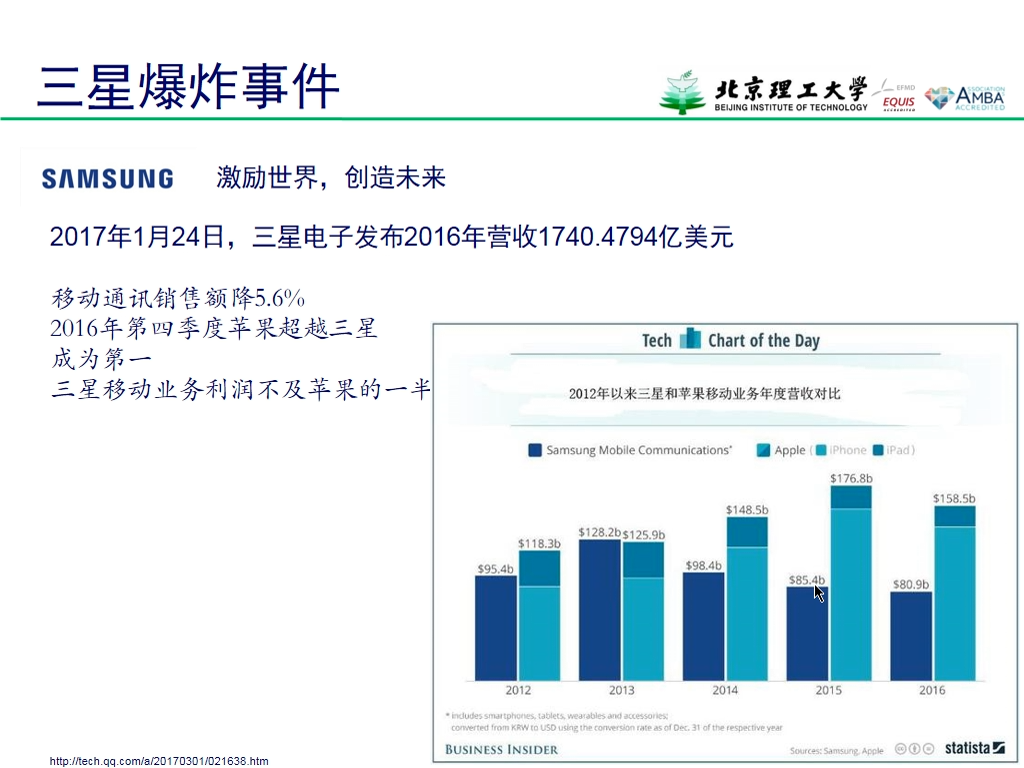 三星爆炸事件
北京理工大学
BEIJING INSTITUTE OF TECHNOLOGY
EFMD
EQUIS
ACCREDITED
ASSOCIATION
AMBA
ACCREDITED
SAMSUNG
激励世界，创造未来
2017年1月24日，三星电子发布2016年营收1740.4794亿美元
移动通讯销售额降5.6%
2016年第四季度苹果超越三星
成为第一
三星移动业务利润不及苹果的一半
Tech Chart of the Day
2012年以来三星和苹果移动业务年度营收对比
Samsung Mobile Communications* Apple ( iPhone iPad )
$95.4b $118.3b $128.2b $125.9b $98.4b $148.5b $85.4b $176.8b $80.9b $158.5b
2012 2013 2014 2015 2016
* includes smartphones, tablets, wearables and accessories;
converted from KRW to USD using the conversion rate as of Dec. 31 of the respective year
BUSINESS INSIDER
Sources: Samsung, Apple
statista
http://tech.qq.com/a/20170301/021638.htm